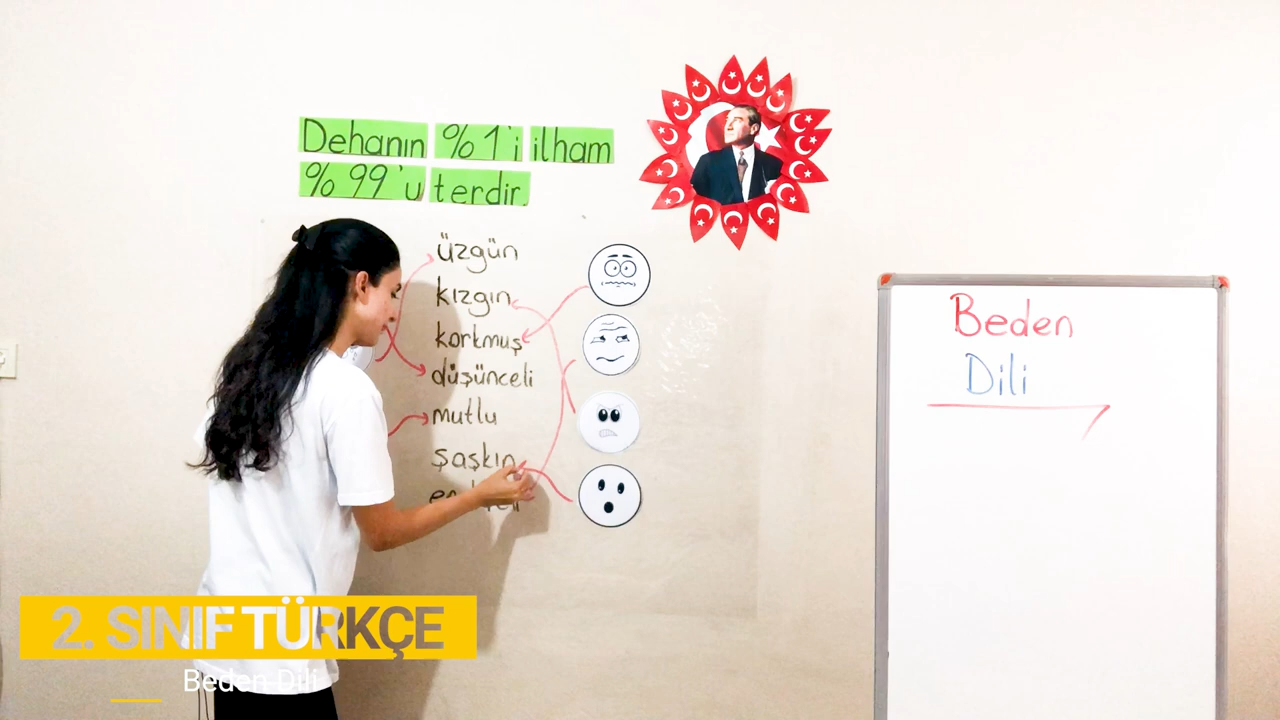 Dehanın %1'i ilham
%99'u terdir.
üzgün
kızgın
korkmuş
düşünceli
mutlu
şaşkın
Beden
Dili
2. SINIF TÜRKÇE
Beden Dili